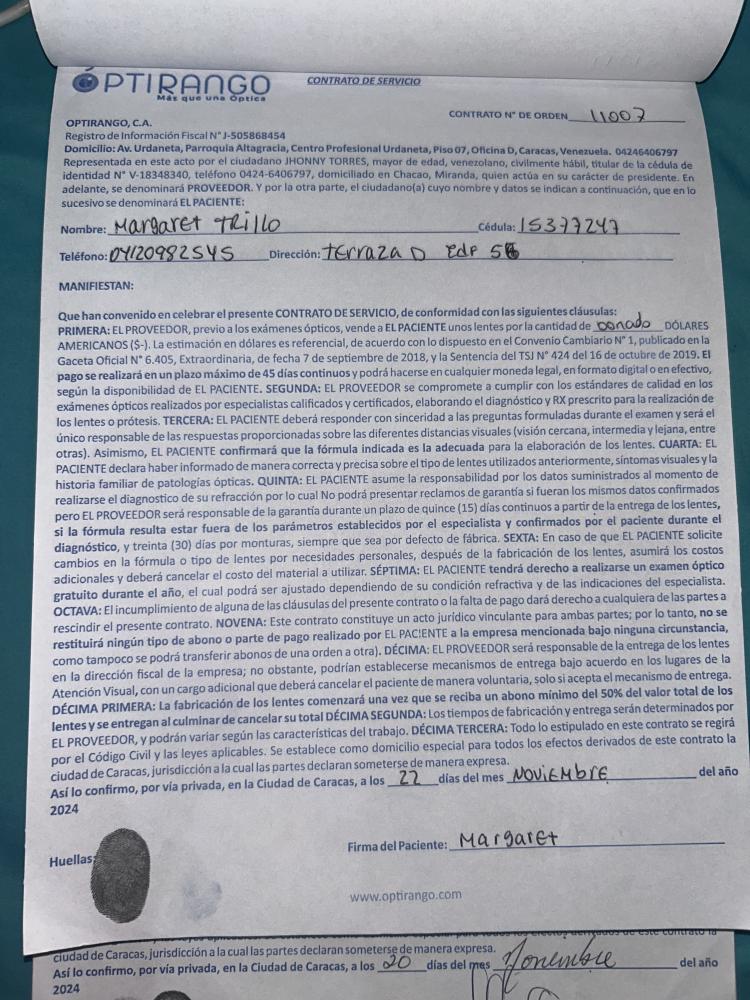 ÓPTIRANGO
Más que una Óptica
CONTRATO DE SERVICIO
CONTRATO N° DE ORDEN 11007
OPTIRANGO, C.A.
Registro de Información Fiscal N° J-505868454
Domicilio: Av. Urdaneta, Parroquia Altagracia, Centro Profesional Urdaneta, Piso 07, Oficina D, Caracas, Venezuela. 04246406797
Representada en este acto por el ciudadano JHONNY TORRES, mayor de edad, venezolano, civilmente hábil, titular de la cédula de
identidad N° V-18348340, teléfono 0424-6406797, domiciliado en Chacao, Miranda, quien actúa en su carácter de presidente. En
adelante, se denominará PROVEEDOR. Y por la otra parte, el ciudadano(a) cuyo nombre y datos se indican a continuación, que en lo
sucesivo se denominará EL PACIENTE:
Nombre: Margaret Trillo Cédula: 15377247
Teléfono: 04120982545 Dirección: Terraza D Edf 56
MANIFIESTAN:
Que han convenido en celebrar el presente CONTRATO DE SERVICIO, de conformidad con las siguientes cláusulas:
PRIMERA: EL PROVEEDOR, previo a los exámenes ópticos, vende a EL PACIENTE unos lentes por la cantidad de Donado DÓLARES
AMERICANOS ($-). La estimación en dólares es referencial, de acuerdo con lo dispuesto en el Convenio Cambiario N° 1, publicado en la
Gaceta Oficial N° 6.405, Extraordinaria, de fecha 7 de septiembre de 2018, y la Sentencia del TSJ N° 424 del 16 de octubre de 2019. El
pago se realizará en un plazo máximo de 45 días continuos y podrá hacerse en cualquier moneda legal, en formato digital o en efectivo,
según la disponibilidad de EL PACIENTE. SEGUNDA: EL PROVEEDOR se compromete a cumplir con los estándares de calidad en los
exámenes ópticos realizados por especialistas calificados y certificados, elaborando el diagnóstico y RX prescrito para la realización de
los lentes o prótesis. TERCERA: EL PACIENTE deberá responder con sinceridad a las preguntas formuladas durante el examen y será el
único responsable de las respuestas proporcionadas sobre las diferentes distancias visuales (visión cercana, intermedia y lejana, entre
otras). Asimismo, EL PACIENTE confirmará que la fórmula indicada es la adecuada para la elaboración de los lentes. CUARTA: EL
PACIENTE declara haber informado de manera correcta y precisa sobre el tipo de lentes utilizados anteriormente, síntomas visuales y la
historia familiar de patologías ópticas. QUINTA: EL PACIENTE asume la responsabilidad por los datos suministrados al momento de
realizarse el diagnostico de su refracción por lo cual No podrá presentar reclamos de garantía si fueran los mismos datos confirmados
pero EL PROVEEDOR será responsable de la garantía durante un plazo de quince (15) días continuos a partir de la entrega de los lentes,
si la fórmula resulta estar fuera de los parámetros establecidos por el especialista y confirmados por el paciente durante el
diagnóstico, y treinta (30) días por monturas, siempre que sea por defecto de fábrica. SEXTA: En caso de que EL PACIENTE solicite
cambios en la fórmula o tipo de lentes por necesidades personales, después de la fabricación de los lentes, asumirá los costos
adicionales y deberá cancelar el costo del material a utilizar. SÉPTIMA: EL PACIENTE tendrá derecho a realizarse un examen óptico
gratuito durante el año, el cual podrá ser ajustado dependiendo de su condición refractiva y de las indicaciones del especialista.
OCTAVA: El incumplimiento de alguna de las cláusulas del presente contrato o la falta de pago dará derecho a cualquiera de las partes a
rescindir el presente contrato. NOVENA: Este contrato constituye un acto jurídico vinculante para ambas partes; por lo tanto, no se
restituirá ningún tipo de abono o parte de pago realizado por EL PACIENTE a la empresa mencionada bajo ninguna circunstancia,
como tampoco se podrá transferir abonos de una orden a otra). DÉCIMA: EL PROVEEDOR será responsable de la entrega de los lentes
en la dirección fiscal de la empresa; no obstante, podrían establecerse mecanismos de entrega bajo acuerdo en los lugares de la
Atención Visual, con un cargo adicional que deberá cancelar el paciente de manera voluntaria, solo si acepta el mecanismo de entrega.
DÉCIMA PRIMERA: La fabricación de los lentes comenzará una vez que se reciba un abono mínimo del 50% del valor total de los
lentes y se entregan al culminar de cancelar su total DÉCIMA SEGUNDA: Los tiempos de fabricación y entrega serán determinados por
EL PROVEEDOR, y podrán variar según las características del trabajo. DÉCIMA TERCERA: Todo lo estipulado en este contrato se regirá
por el Código Civil y las leyes aplicables. Se establece como domicilio especial para todos los efectos derivados de este contrato la
ciudad de Caracas, jurisdicción a la cual las partes declaran someterse de manera expresa.
Así lo confirmo, por vía privada, en la Ciudad de Caracas, a los 22 días del mes Noviembre del año
2024
Huellas:
Firma del Paciente: Margaret
www.optirango.com
ciudad de Caracas, jurisdicción a la cual las partes declaran someterse de manera expresa.
Así lo confirmo, por vía privada, en la Ciudad de Caracas, a los 20 días del mes Noviembre del año
2024